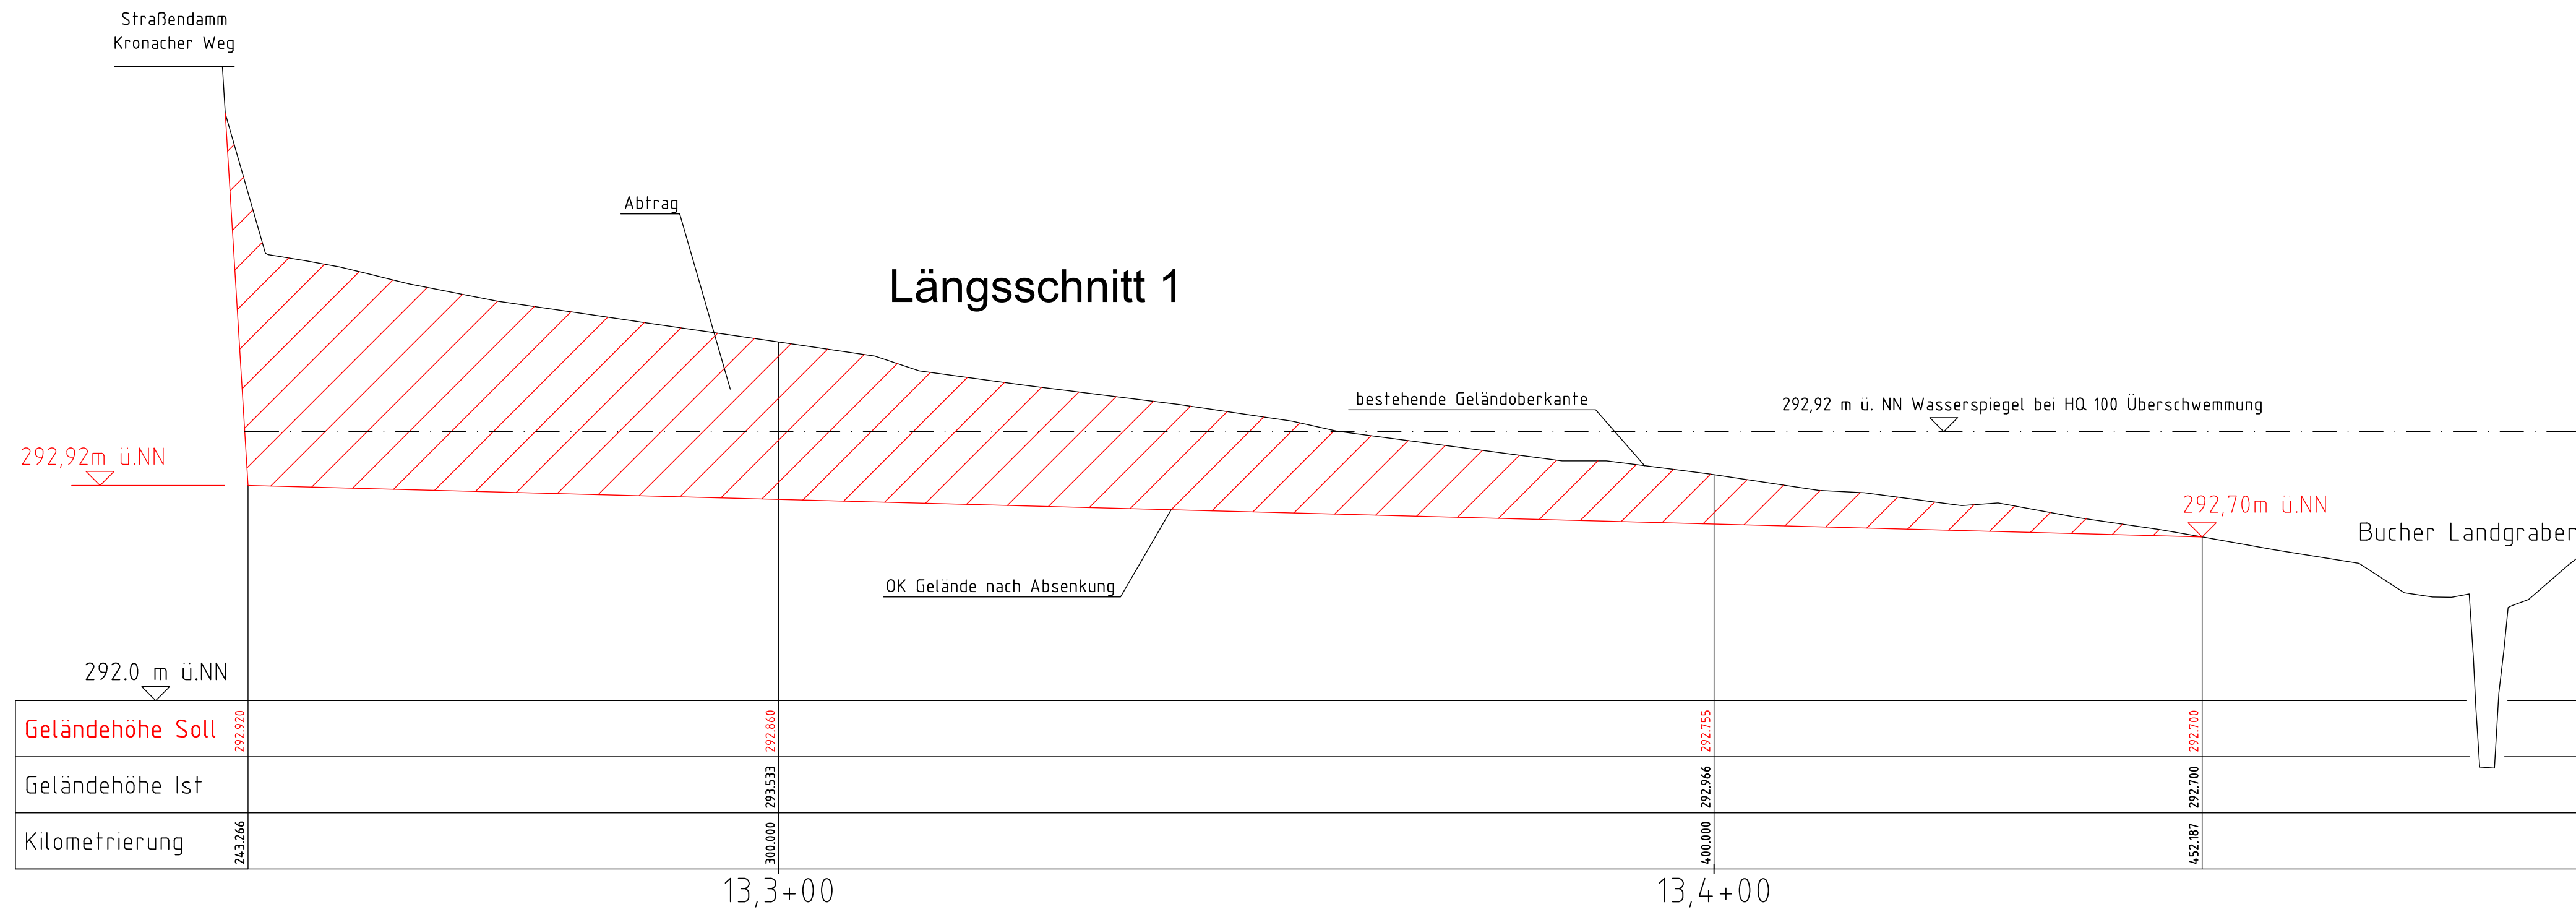 Straßendamm
Kronacher Weg
Abtrag
Längsschnitt 1
bestehende Geländoberkante
292,92 m ü. NN Wasserspiegel bei HQ 100 Überschwemmung
292,92m ü.NN
292,70m ü.NN
Bucher Landgraben
OK Gelände nach Absenkung
292.0 m ü.NN
Geländehöhe Soll 292.920 292.860 292.755 292.700
Geländehöhe Ist 293.533 292.966 292.700
Kilometrierung 243.266 300.000 400.000 452.187
13,3+00 13,4+00